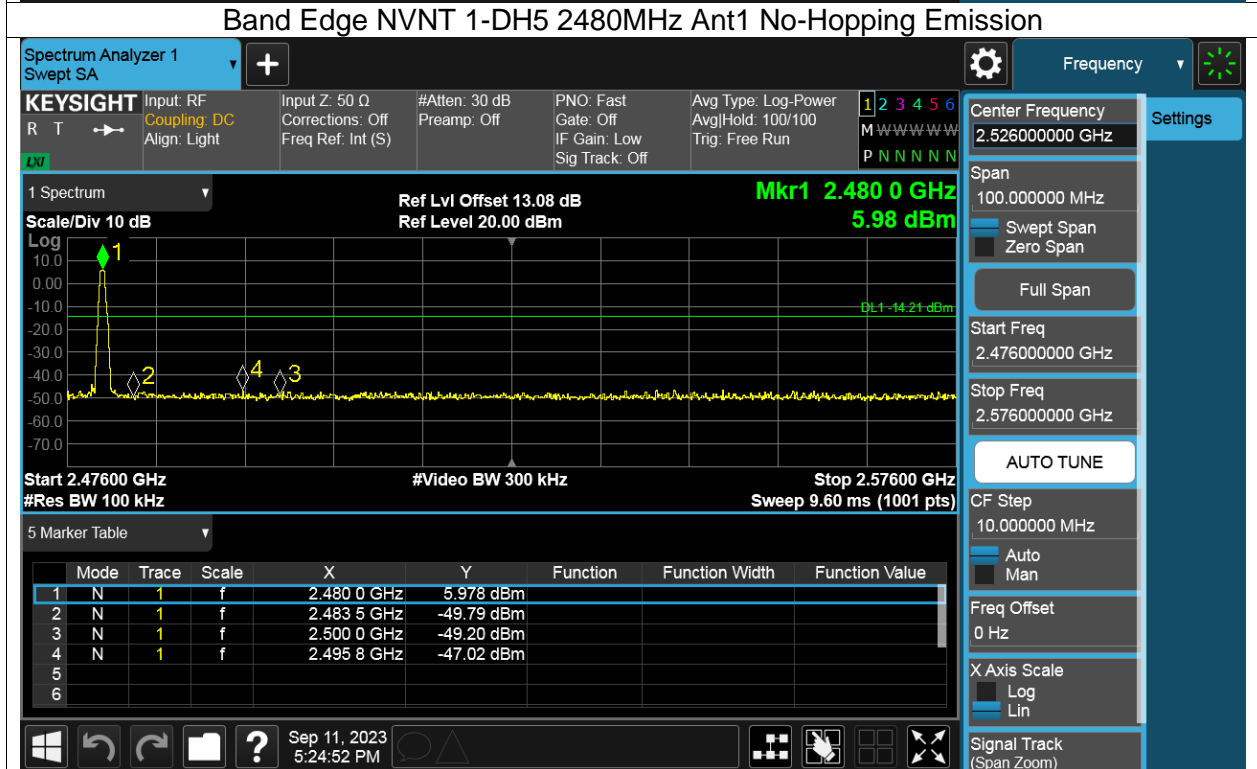 Band Edge NVNT 1-DH5 2480MHz Ant1 No-Hopping Emission
Spectrum Analyzer 1
Swept SA
Frequency
KEYSIGHT
R T
LXI
Input: RF
Coupling: DC
Align: Light
Input Z: 50 Ω
Corrections: Off
Freq Ref: Int (S)
#Atten: 30 dB
Preamp: Off
PNO: Fast
Gate: Off
IF Gain: Low
Sig Track: Off
Avg Type: Log-Power
Avg|Hold: 100/100
Trig: Free Run
1 2 3 4 5 6
M W W W W W W
P N N N N N
1 Spectrum
Scale/Div 10 dB
Log
Ref Lvl Offset 13.08 dB
Ref Level 20.00 dBm
Mkr1 2.480 0 GHz
5.98 dBm
10.0
0.00
-10.0
-20.0
-30.0
-40.0
-50.0
-60.0
-70.0
1
2
4
3
DL1 -14.21 dBm
Start 2.47600 GHz
#Res BW 100 kHz
#Video BW 300 kHz
Stop 2.57600 GHz
Sweep 9.60 ms (1001 pts)
5 Marker Table
Mode Trace Scale X Y Function Function Width Function Value
1 N 1 f 2.480 0 GHz 5.978 dBm
2 N 1 f 2.483 5 GHz -49.79 dBm
3 N 1 f 2.500 0 GHz -49.20 dBm
4 N 1 f 2.495 8 GHz -47.02 dBm
5
6
Sep 11, 2023
5:24:52 PM
Center Frequency
2.526000000 GHz
Span
100.000000 MHz
Swept Span
Zero Span
Full Span
Start Freq
2.476000000 GHz
Stop Freq
2.576000000 GHz
AUTO TUNE
CF Step
10.000000 MHz
Auto
Man
Freq Offset
0 Hz
X Axis Scale
Log
Lin
Signal Track
(Span Zoom)
Settings